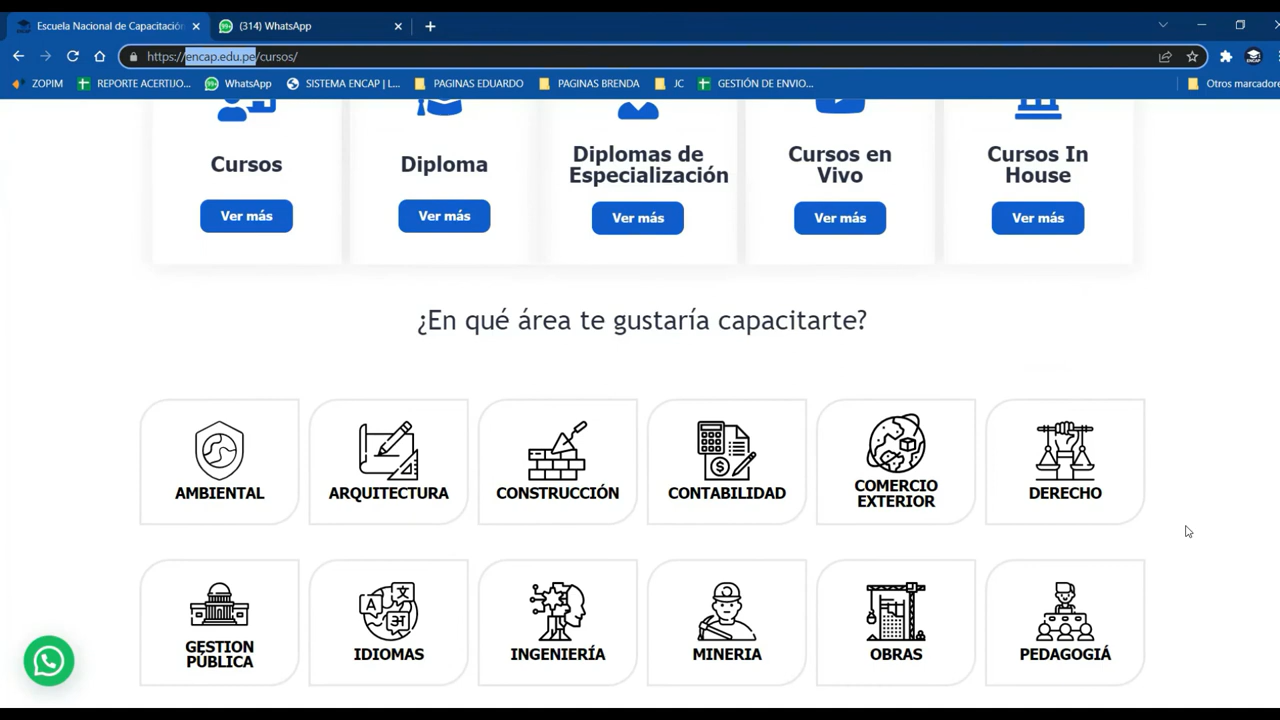 Escuela Nacional de Capacitación
(314) WhatsApp
https://encap.edu.pe/cursos/
ENCAP
ZOPIM
REPORTE ACERTIJO...
WhatsApp
SISTEMA ENCAP | L...
PAGINAS EDUARDO
PAGINAS BRENDA
JC
GESTIÓN DE ENVIO...
Otros marcadore
Cursos
Diploma
Diplomas de
Especialización
Cursos en
Vivo
Cursos In
House
Ver más
Ver más
Ver más
Ver más
Ver más
¿En qué área te gustaría capacitarte?
AMBIENTAL
ARQUITECTURA
CONSTRUCCIÓN
CONTABILIDAD
COMERCIO
EXTERIOR
DERECHO
GESTION
PÚBLICA
IDIOMAS
INGENIERÍA
MINERIA
OBRAS
PEDAGOGIÁ